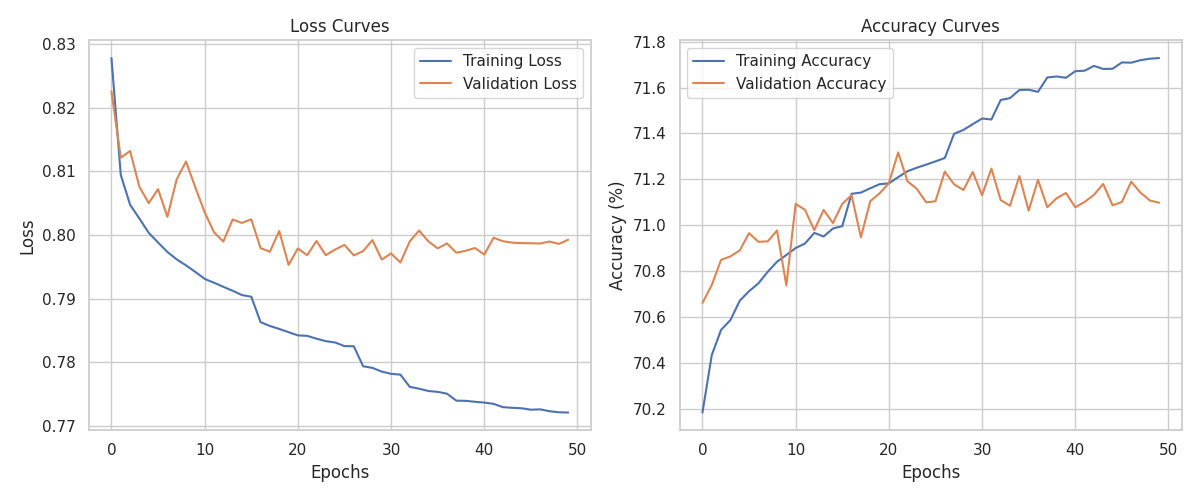 Loss Curves
Training Loss
Validation Loss
0.83
0.82
0.81
0.80
0.79
0.78
0.77
Loss
0
10
20
30
40
50
Epochs
Accuracy Curves
Training Accuracy
Validation Accuracy
71.8
71.6
71.4
71.2
71.0
70.8
70.6
70.4
70.2
Accuracy (%)
0
10
20
30
40
50
Epochs